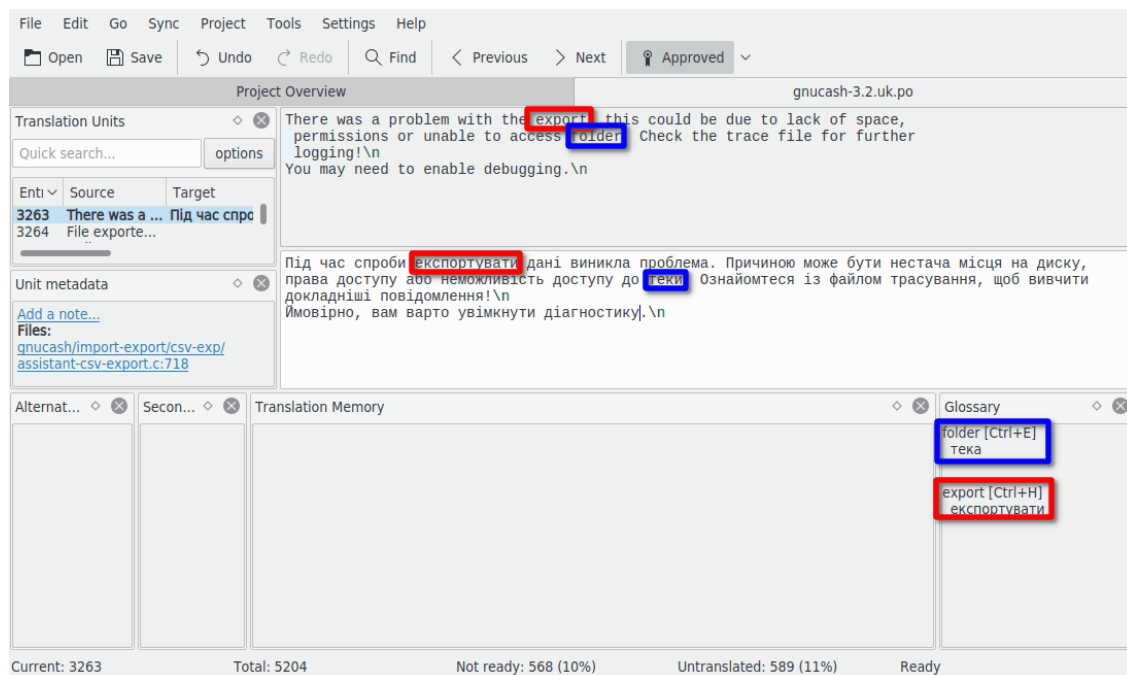 File Edit Go Sync Project Tools Settings Help
Open Save Undo Redo Find Previous Next Approved
Project Overview
gnucash-3.2.uk.po
Translation Units
Quick search...
options
Source Target
3263 There was a ... Під час спро
3264 File exporte...
Unit metadata
Add a note...
Files:
gnucash/import-export/csv-exp/
assistant-csv-export.c:718
There was a problem with the export, this could be due to lack of space,
permissions or unable to access folder. Check the trace file for further
logging!\n
You may need to enable debugging.\n
Під час спроби експортувати дані виникла проблема. Причиною може бути нестача місця на диску,
права доступу або неможливість доступу до теки. Ознайомтеся із файлом трасування, щоб вивчити
докладніші повідомлення!\n
Ймовірно, вам варто увімкнути діагностику.\n
Alternat...
Secon...
Translation Memory
Glossary
folder [Ctrl+E]
тека
export [Ctrl+H]
експортувати
Current: 3263 Total: 5204 Not ready: 568 (10%) Untranslated: 589 (11%) Ready